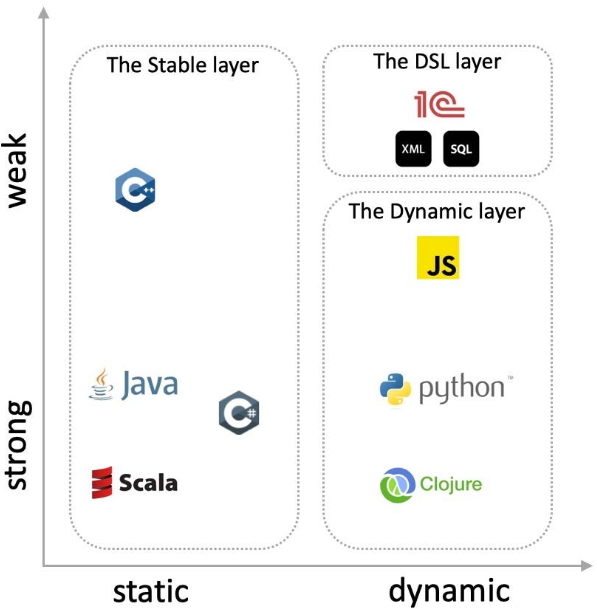 The Stable layer
The DSL layer
1C
XML
SQL
weak
C++
The Dynamic layer
JS
Java
python™
C#
strong
Scala
Clojure
static
dynamic